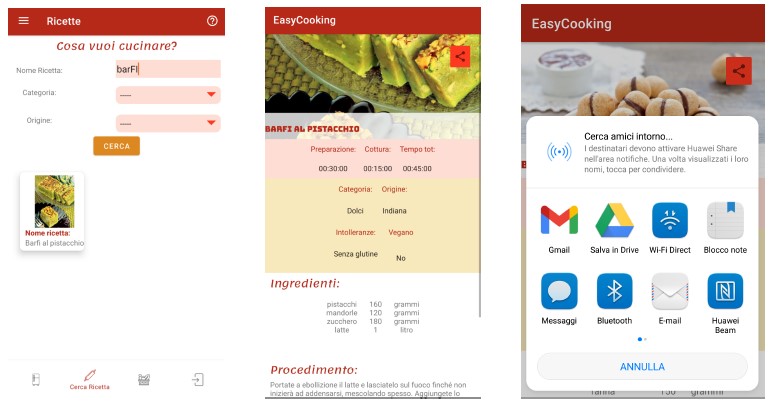 Ricette
Cosa vuoi cucinare?
Nome Ricetta:
barFI
Categoria:
----
Origine:
----
CERCA
Nome ricetta:
Barfi al pistacchio
Cerca Ricetta
EasyCooking
BARFI AL PISTACCHIO
Preparazione: Cottura: Tempo tot:
00:30:00 00:15:00 00:45:00
Categoria: Origine:
Dolci Indiana
Intolleranze: Vegano
Senza glutine No
Ingredienti:
pistacchi 160 grammi
mandorle 120 grammi
zucchero 180 grammi
latte 1 litro
Procedimento:
Portate a ebollizione il latte e lasciatelo sul fuoco finché non
inizierà ad addensarsi, mescolando spesso. Aggiungete lo
EasyCooking
Cerca amici intorno...
I destinatari devono attivare Huawei Share
nell'area notifiche. Una volta visualizzati i loro
nomi, tocca per condividere.
Gmail Salva in Drive Wi-Fi Direct Blocco note
Messaggi Bluetooth E-mail Huawei
Beam
ANNULLA
farina 150 grammi